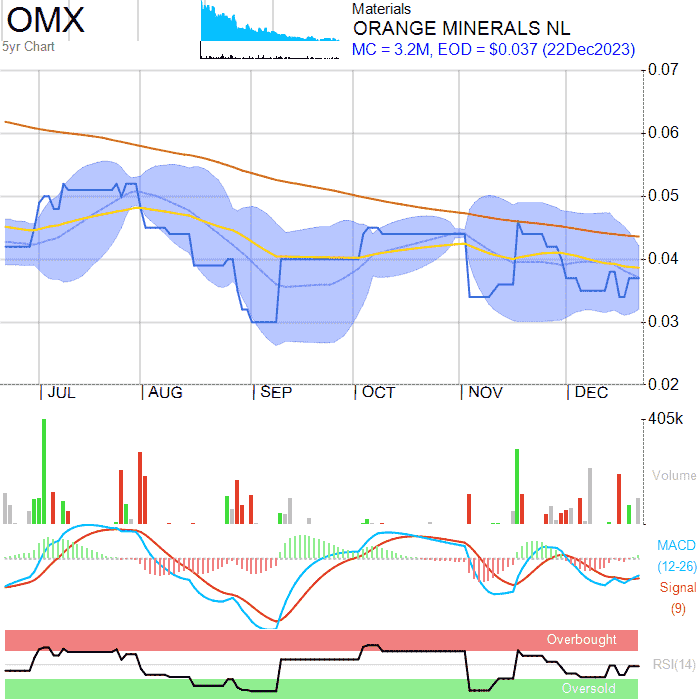 OMX
5yr Chart
Materials
ORANGE MINERALS NL
MC = 3.2M, EOD = $0.037 (22Dec2023)
0.07
0.06
0.05
0.04
0.03
0.02
JUL AUG SEP OCT NOV DEC
405k
Volume
MACD
(12-26)
Signal
(9)
Overbought
RSI(14)
Oversold